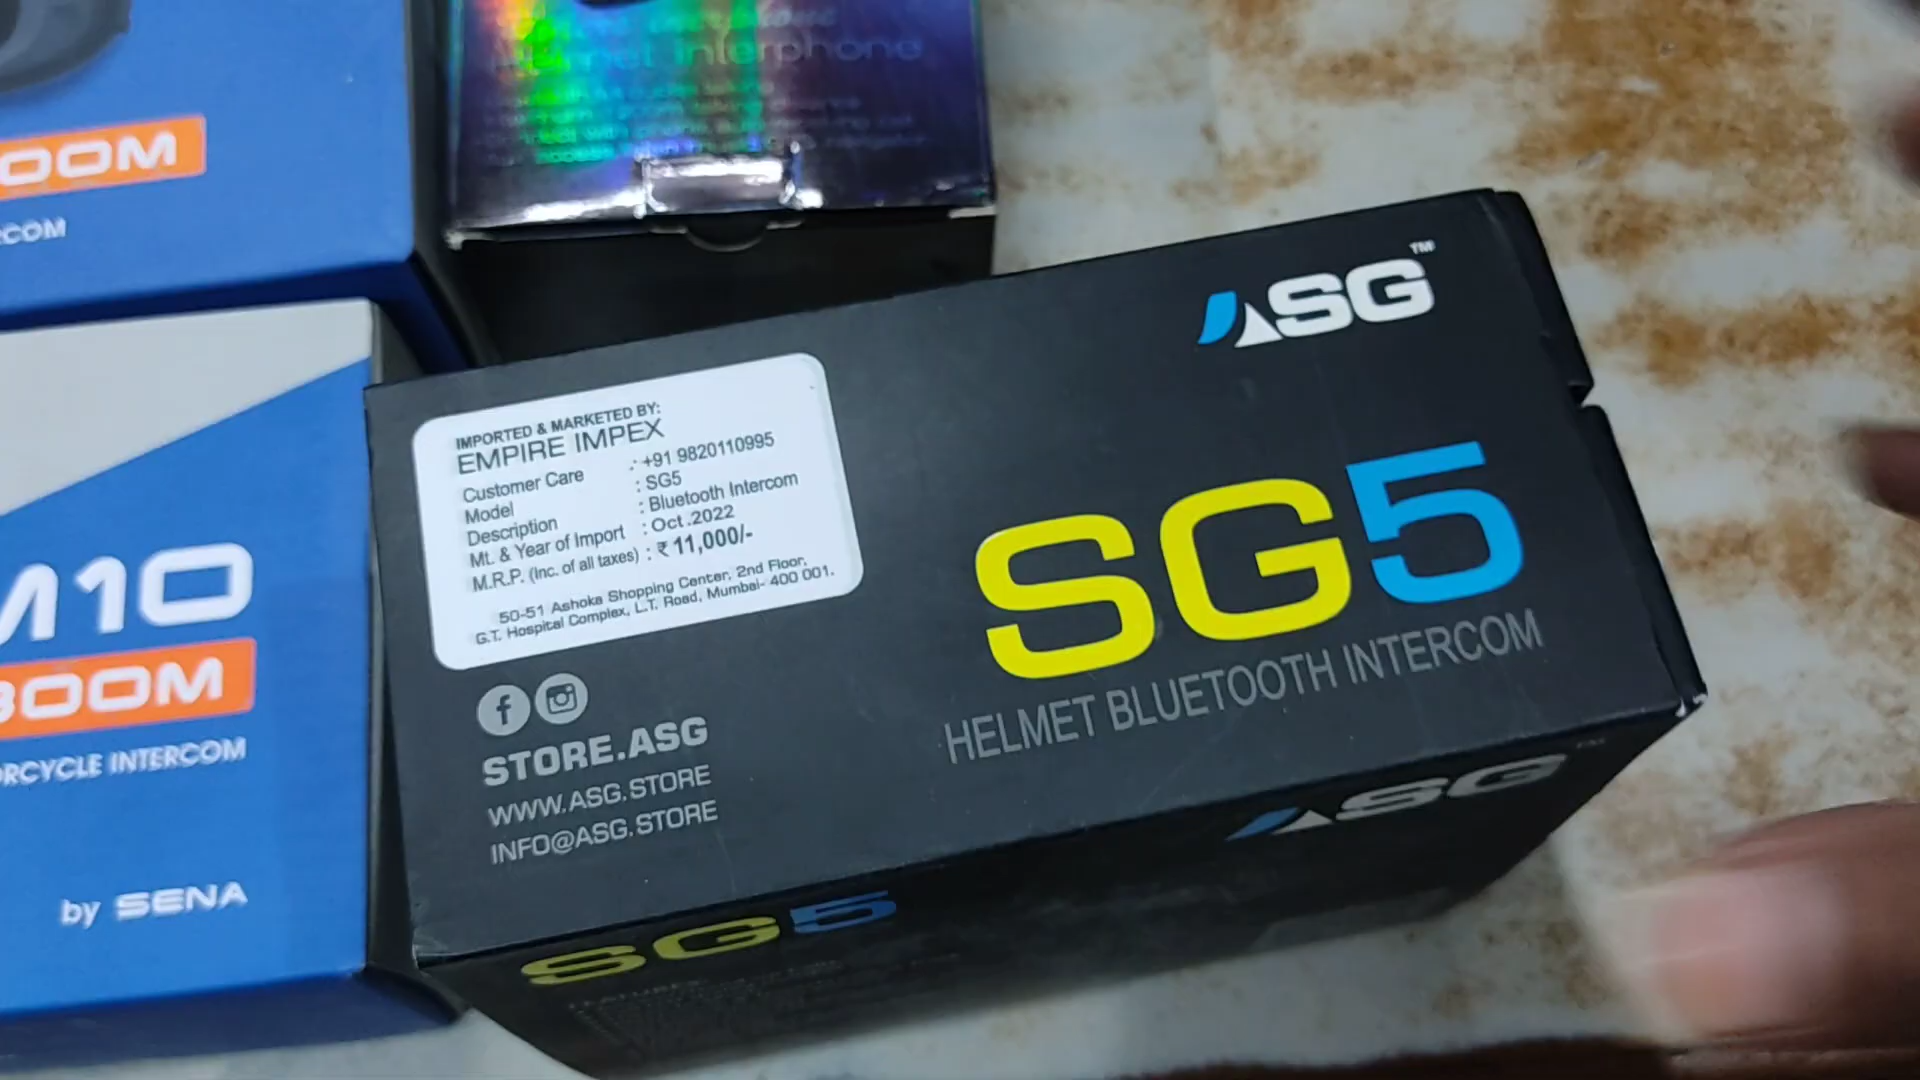 OOM
COM
interphone
ASG™
IMPORTED & MARKETED BY:
EMPIRE IMPEX
Customer Care : +91 9820110995
Model : SG5
Description : Bluetooth Intercom
Mt. & Year of Import : Oct.2022
M.R.P. (Inc. of all taxes) : ₹ 11,000/-
50-51 Ashoka Shopping Center, 2nd Floor,
G.T. Hospital Complex, L.T. Road, Mumbai- 400 001.
SG5
HELMET BLUETOOTH INTERCOM
STORE.ASG
WWW.ASG.STORE
INFO@ASG.STORE
M10
BOOM
RCYCLE INTERCOM
by SENA
ASG
SG5
FEATURES